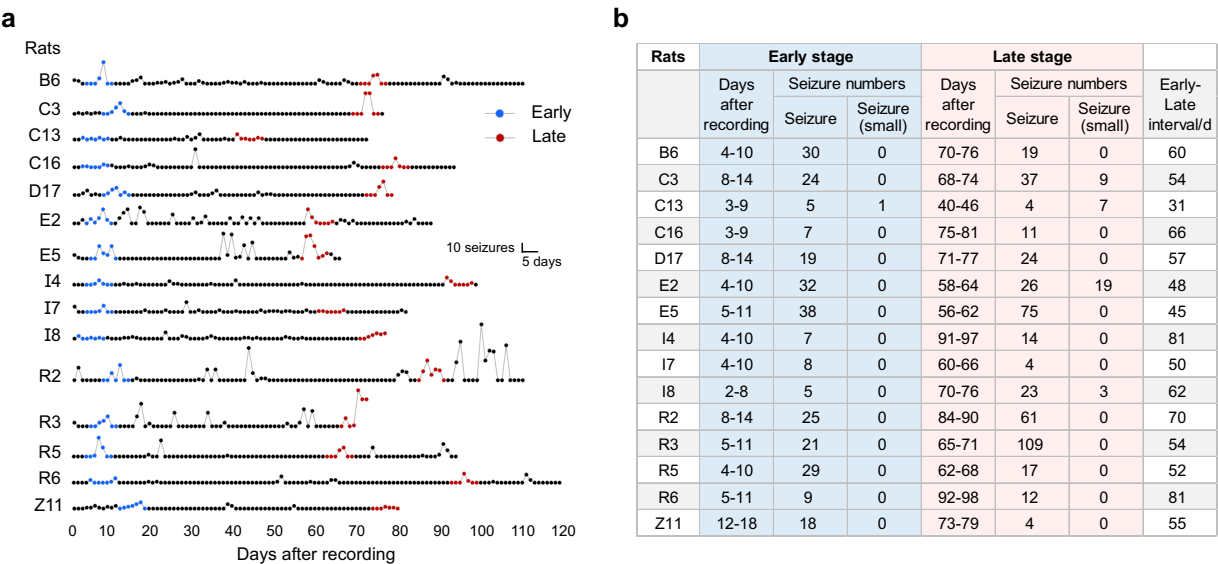 a
Rats
B6
C3
C13
C16
D17
E2
E5
I4
I7
I8
R2
R3
R5
R6
Z11
Early
Late
10 seizures
5 days
0 10 20 30 40 50 60 70 80 90 100 110 120
Days after recording
b
Rats Early stage Late stage
Days after recording Seizure numbers Days after recording Seizure numbers Early-Late interval/d
Seizure Seizure (small) Seizure Seizure (small)
B6 4-10 30 0 70-76 19 0 60
C3 8-14 24 0 68-74 37 9 54
C13 3-9 5 1 40-46 4 7 31
C16 3-9 7 0 75-81 11 0 66
D17 8-14 19 0 71-77 24 0 57
E2 4-10 32 0 58-64 26 19 48
E5 5-11 38 0 56-62 75 0 45
I4 4-10 7 0 91-97 14 0 81
I7 4-10 8 0 60-66 4 0 50
I8 2-8 5 0 70-76 23 3 62
R2 8-14 25 0 84-90 61 0 70
R3 5-11 21 0 65-71 109 0 54
R5 4-10 29 0 62-68 17 0 52
R6 5-11 9 0 92-98 12 0 81
Z11 12-18 18 0 73-79 4 0 55